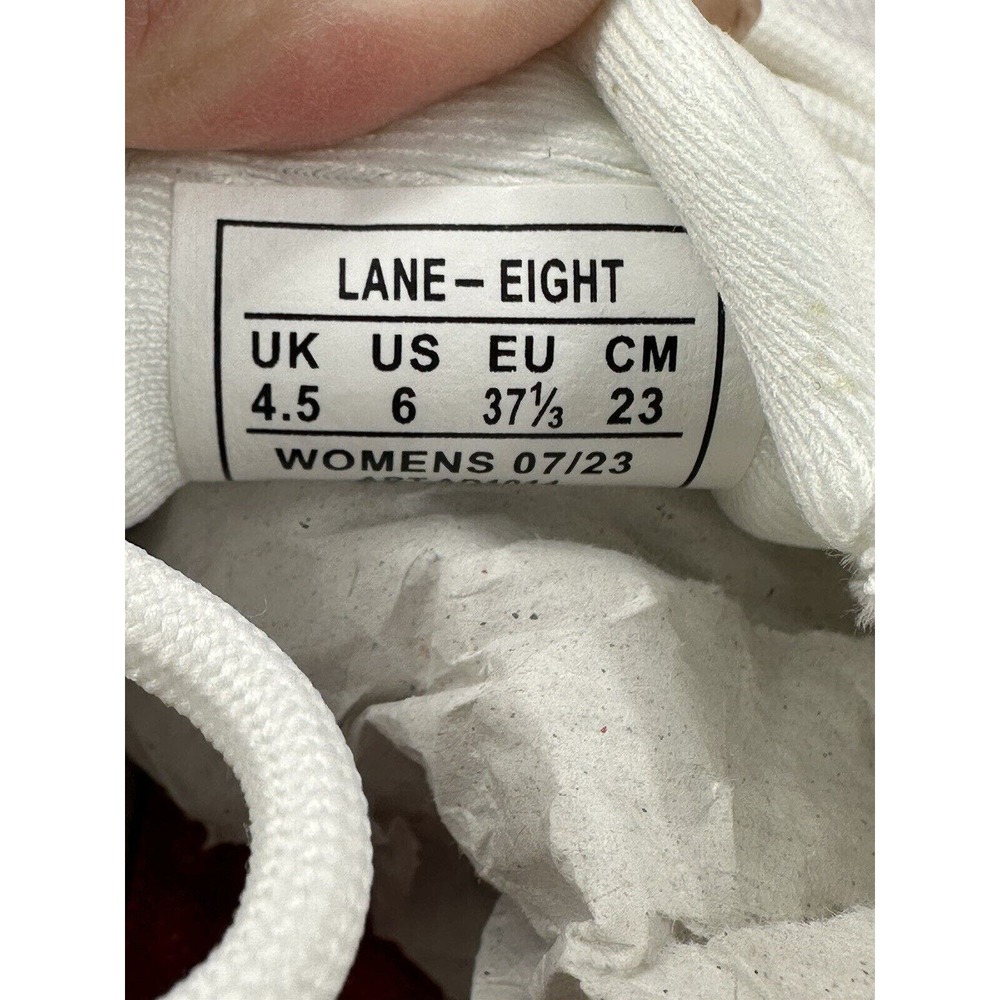 LANE-EIGHT
UK US EU CM
4.5 6 37⅓ 23
WOMENS 07/23